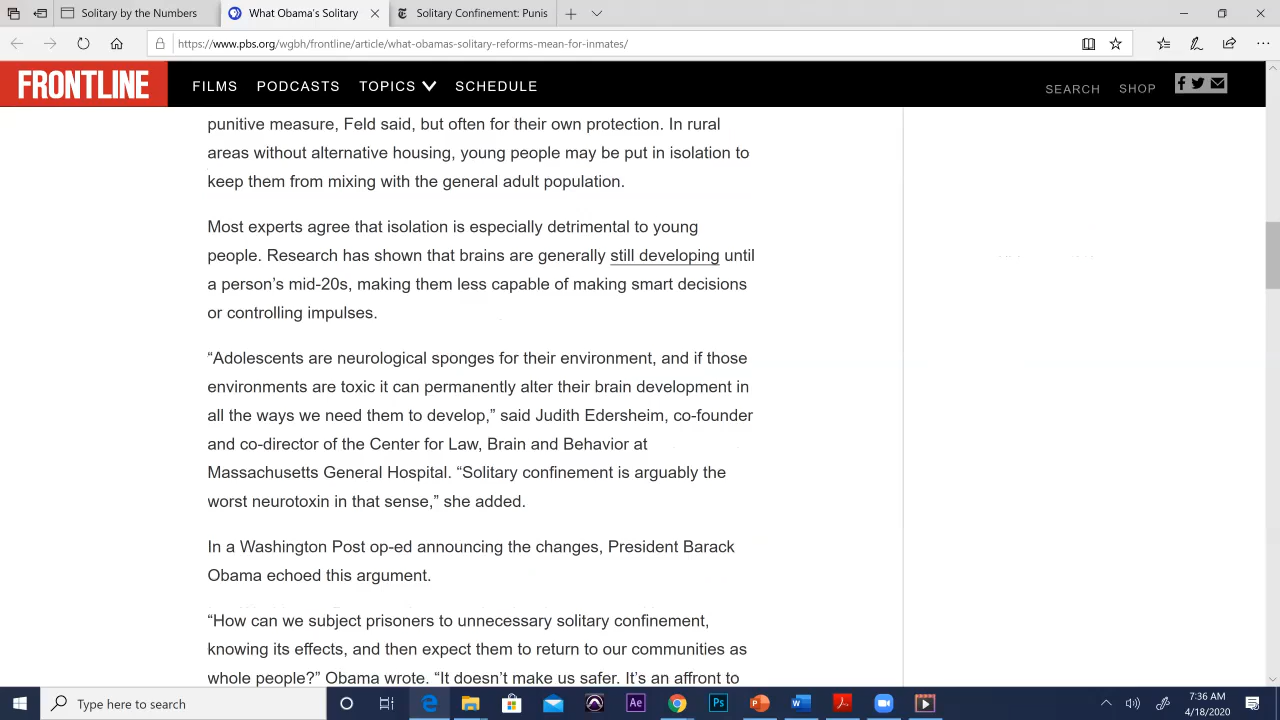 Solitary by the Numbers
What Obama's Solitary
Solitary Confinement Punis
https://www.pbs.org/wgbh/frontline/article/what-obamas-solitary-reforms-mean-for-inmates/
FRONTLINE FILMS PODCASTS TOPICS SCHEDULE SEARCH SHOP
punitive measure, Feld said, but often for their own protection. In rural
areas without alternative housing, young people may be put in isolation to
keep them from mixing with the general adult population.
Most experts agree that isolation is especially detrimental to young
people. Research has shown that brains are generally still developing until
a person's mid-20s, making them less capable of making smart decisions
or controlling impulses.
“Adolescents are neurological sponges for their environment, and if those
environments are toxic it can permanently alter their brain development in
all the ways we need them to develop,” said Judith Edersheim, co-founder
and co-director of the Center for Law, Brain and Behavior at
Massachusetts General Hospital. “Solitary confinement is arguably the
worst neurotoxin in that sense,” she added.
In a Washington Post op-ed announcing the changes, President Barack
Obama echoed this argument.
“How can we subject prisoners to unnecessary solitary confinement,
knowing its effects, and then expect them to return to our communities as
whole people?” Obama wrote. “It doesn't make us safer. It's an affront to
Type here to search
Ae
Ps
7:36 AM
4/18/2020